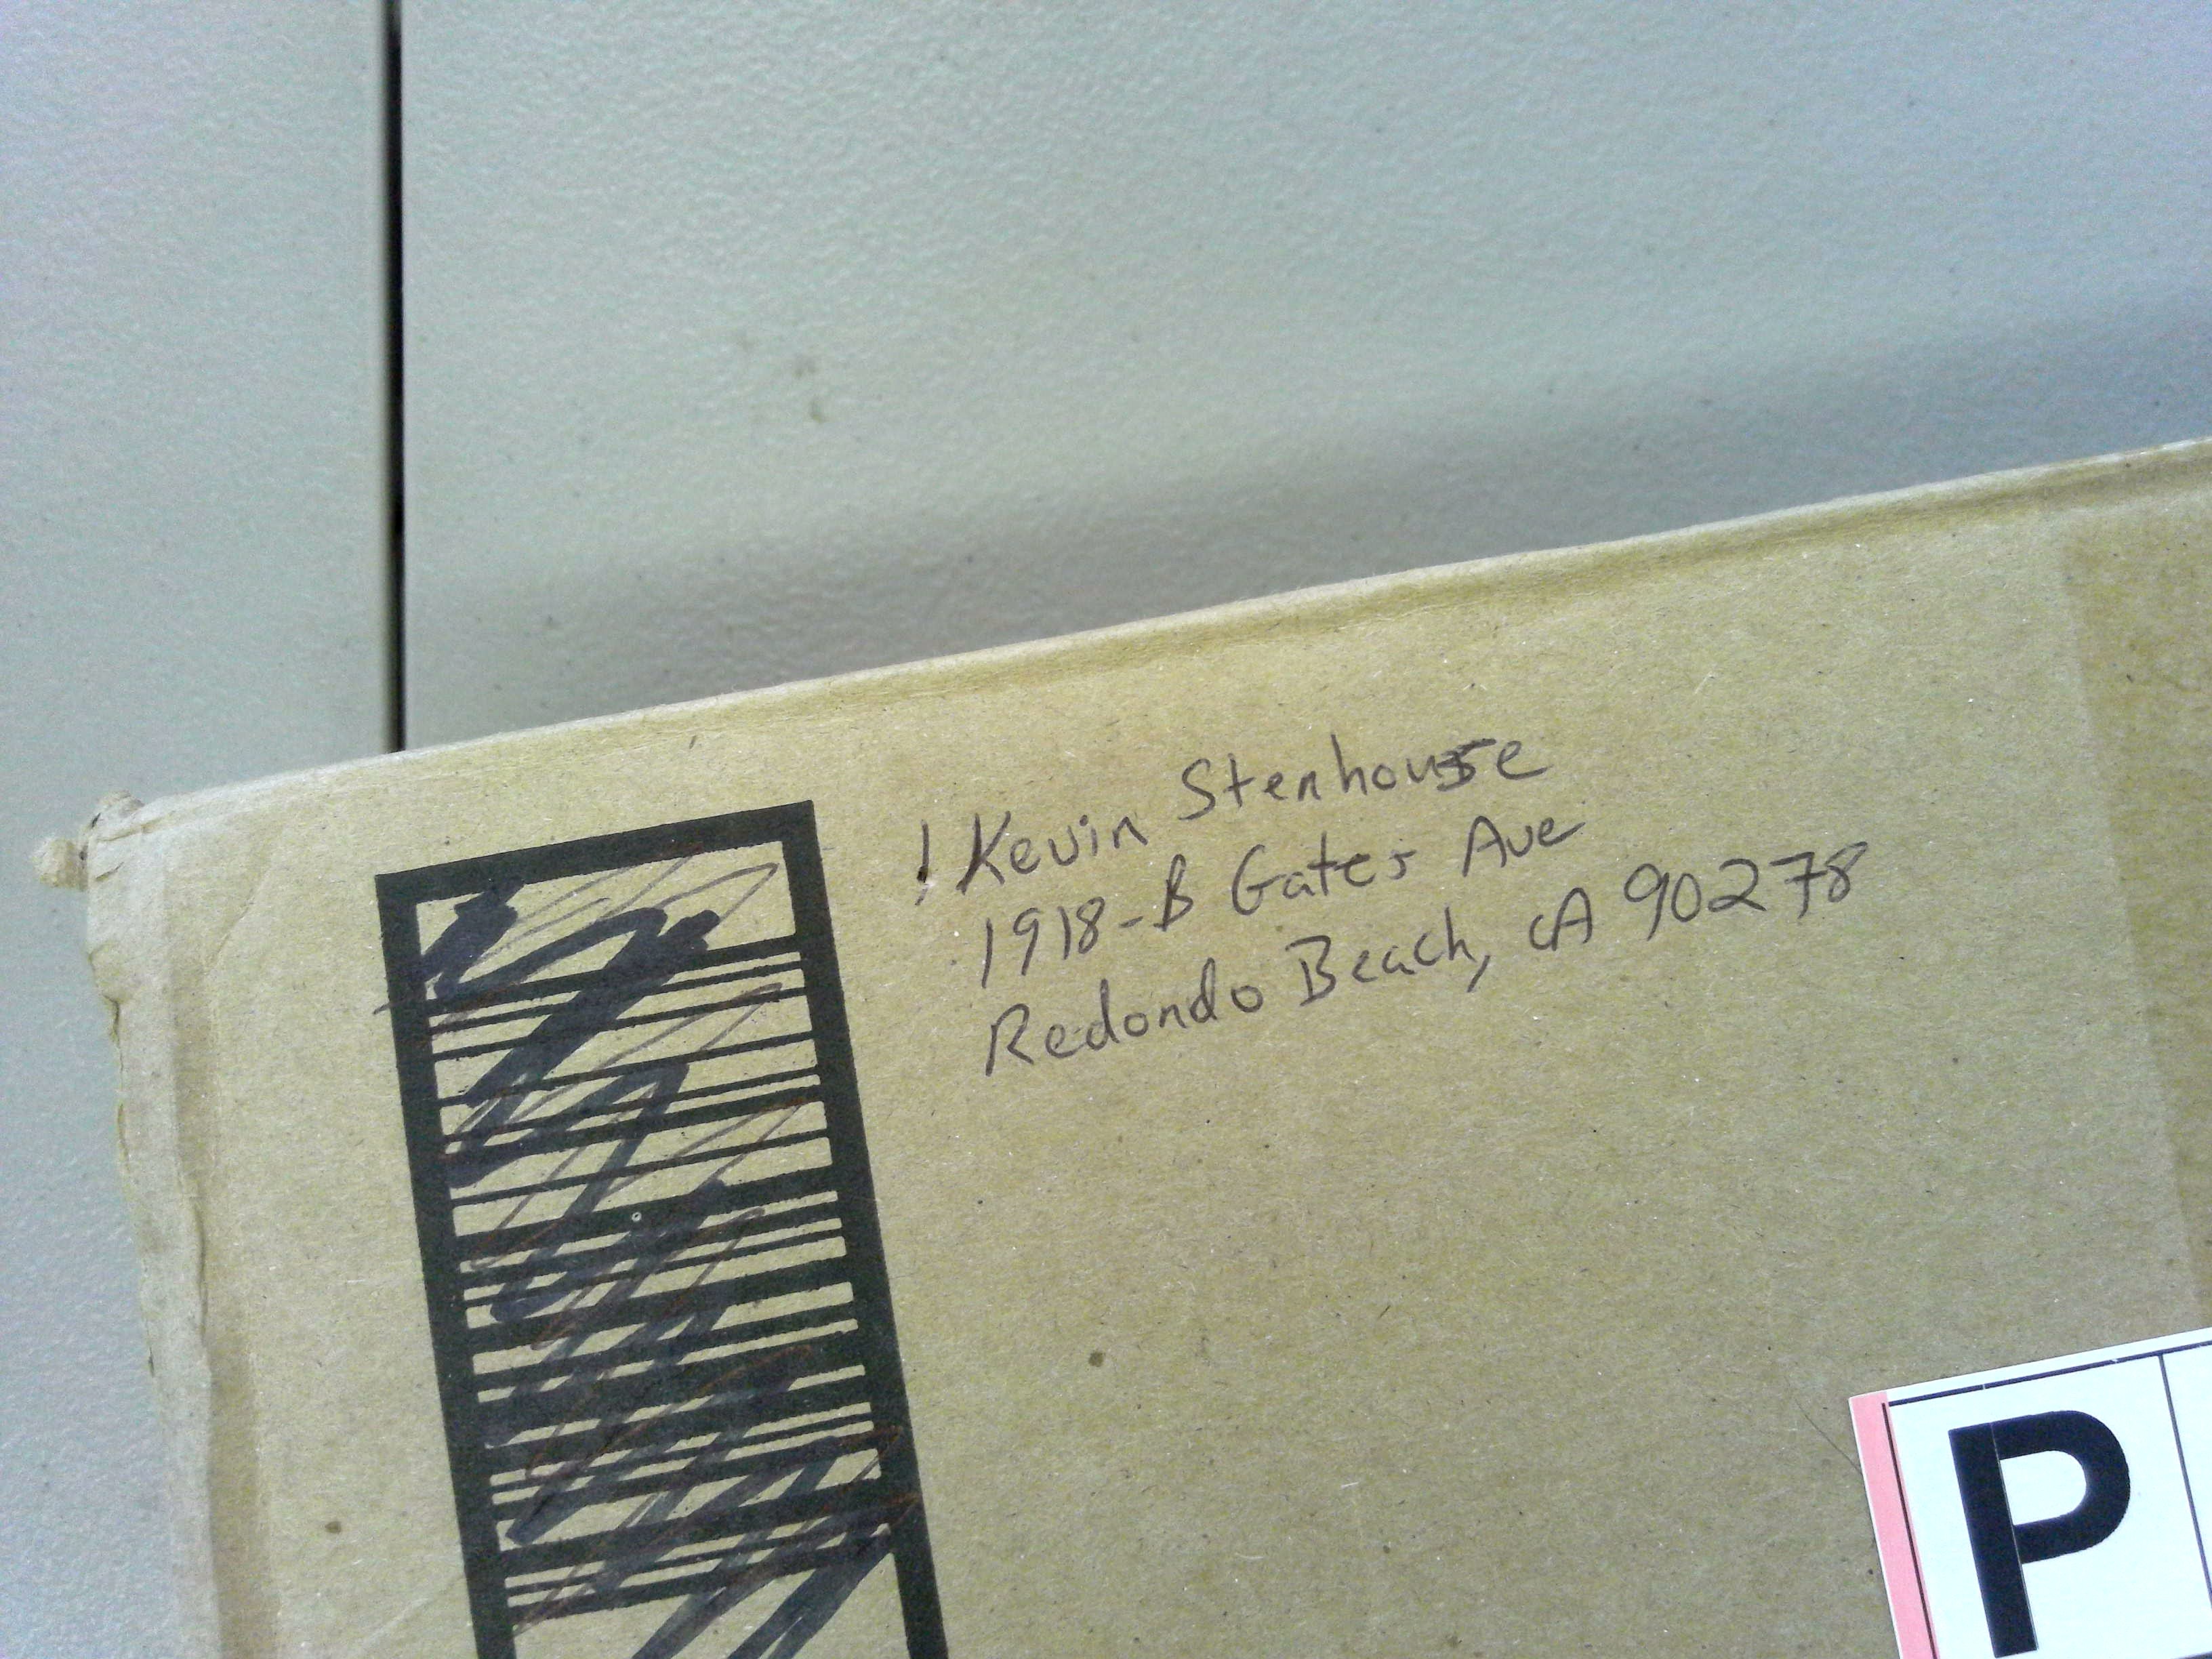 ! Kevin Stenhouse
1918-B Gates Ave
Redondo Beach, CA 90278
P